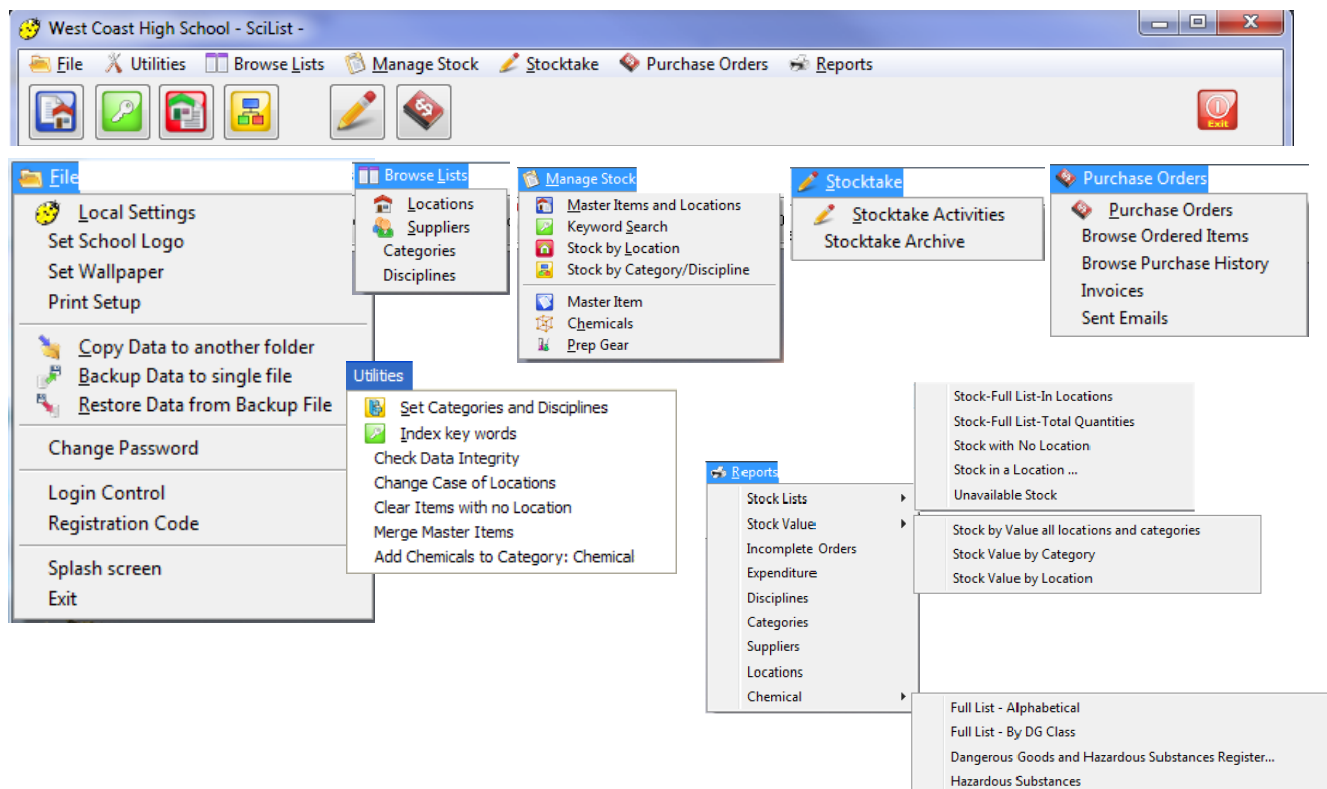 West Coast High School - SciList -
File Utilities Browse Lists Manage Stock Stocktake Purchase Orders Reports
Exit
File
Local Settings
Set School Logo
Set Wallpaper
Print Setup
Copy Data to another folder
Backup Data to single file
Restore Data from Backup File
Change Password
Login Control
Registration Code
Splash screen
Exit
Browse Lists
Locations
Suppliers
Categories
Disciplines
Manage Stock
Master Items and Locations
Keyword Search
Stock by Location
Stock by Category/Discipline
Master Item
Chemicals
Prep Gear
Stocktake
Stocktake Activities
Stocktake Archive
Purchase Orders
Purchase Orders
Browse Ordered Items
Browse Purchase History
Invoices
Sent Emails
Utilities
Set Categories and Disciplines
Index key words
Check Data Integrity
Change Case of Locations
Clear Items with no Location
Merge Master Items
Add Chemicals to Category: Chemical
Reports
Stock Lists
Stock Value
Incomplete Orders
Expenditure
Disciplines
Categories
Suppliers
Locations
Chemical
Stock-Full List-In Locations
Stock-Full List-Total Quantities
Stock with No Location
Stock in a Location ...
Unavailable Stock
Stock by Value all locations and categories
Stock Value by Category
Stock Value by Location
Full List - Alphabetical
Full List - By DG Class
Dangerous Goods and Hazardous Substances Register...
Hazardous Substances